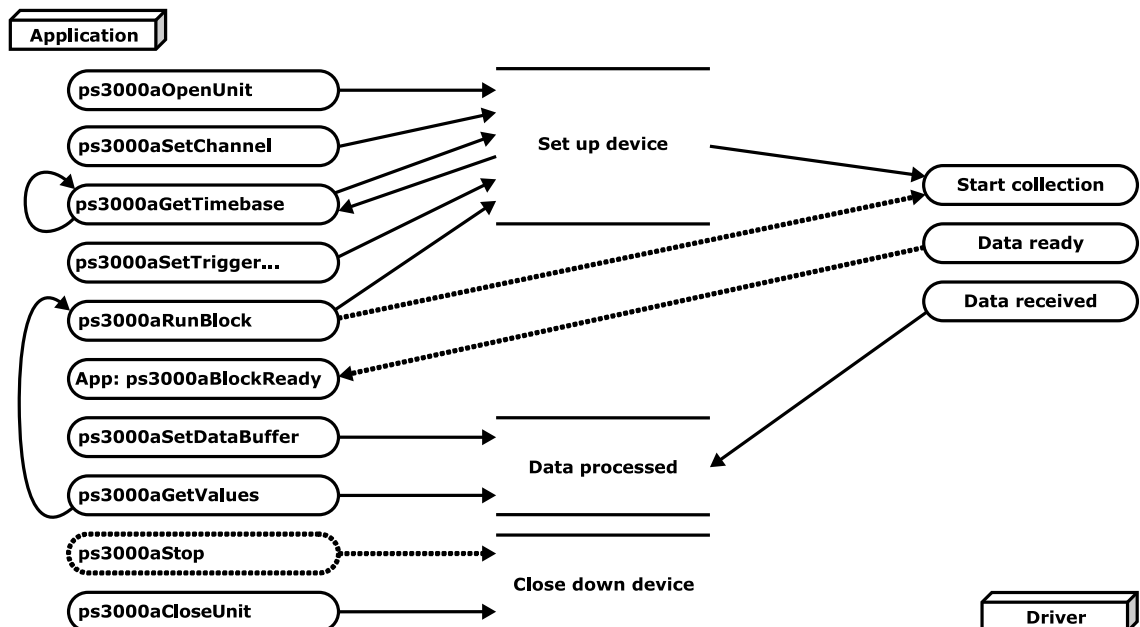 Application
ps3000aOpenUnit
ps3000aSetChannel
Set up device
ps3000aGetTimebase
Start collection
ps3000aSetTrigger...
Data ready
ps3000aRunBlock
Data received
App: ps3000aBlockReady
ps3000aSetDataBuffer
Data processed
ps3000aGetValues
ps3000aStop
Close down device
ps3000aCloseUnit
Driver